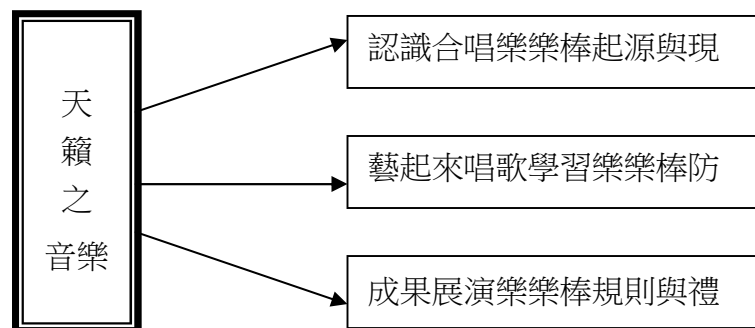 天
籟
之
音樂
認識合唱樂樂棒起源與現
藝起來唱歌學習樂樂棒防
成果展演樂樂棒規則與禮